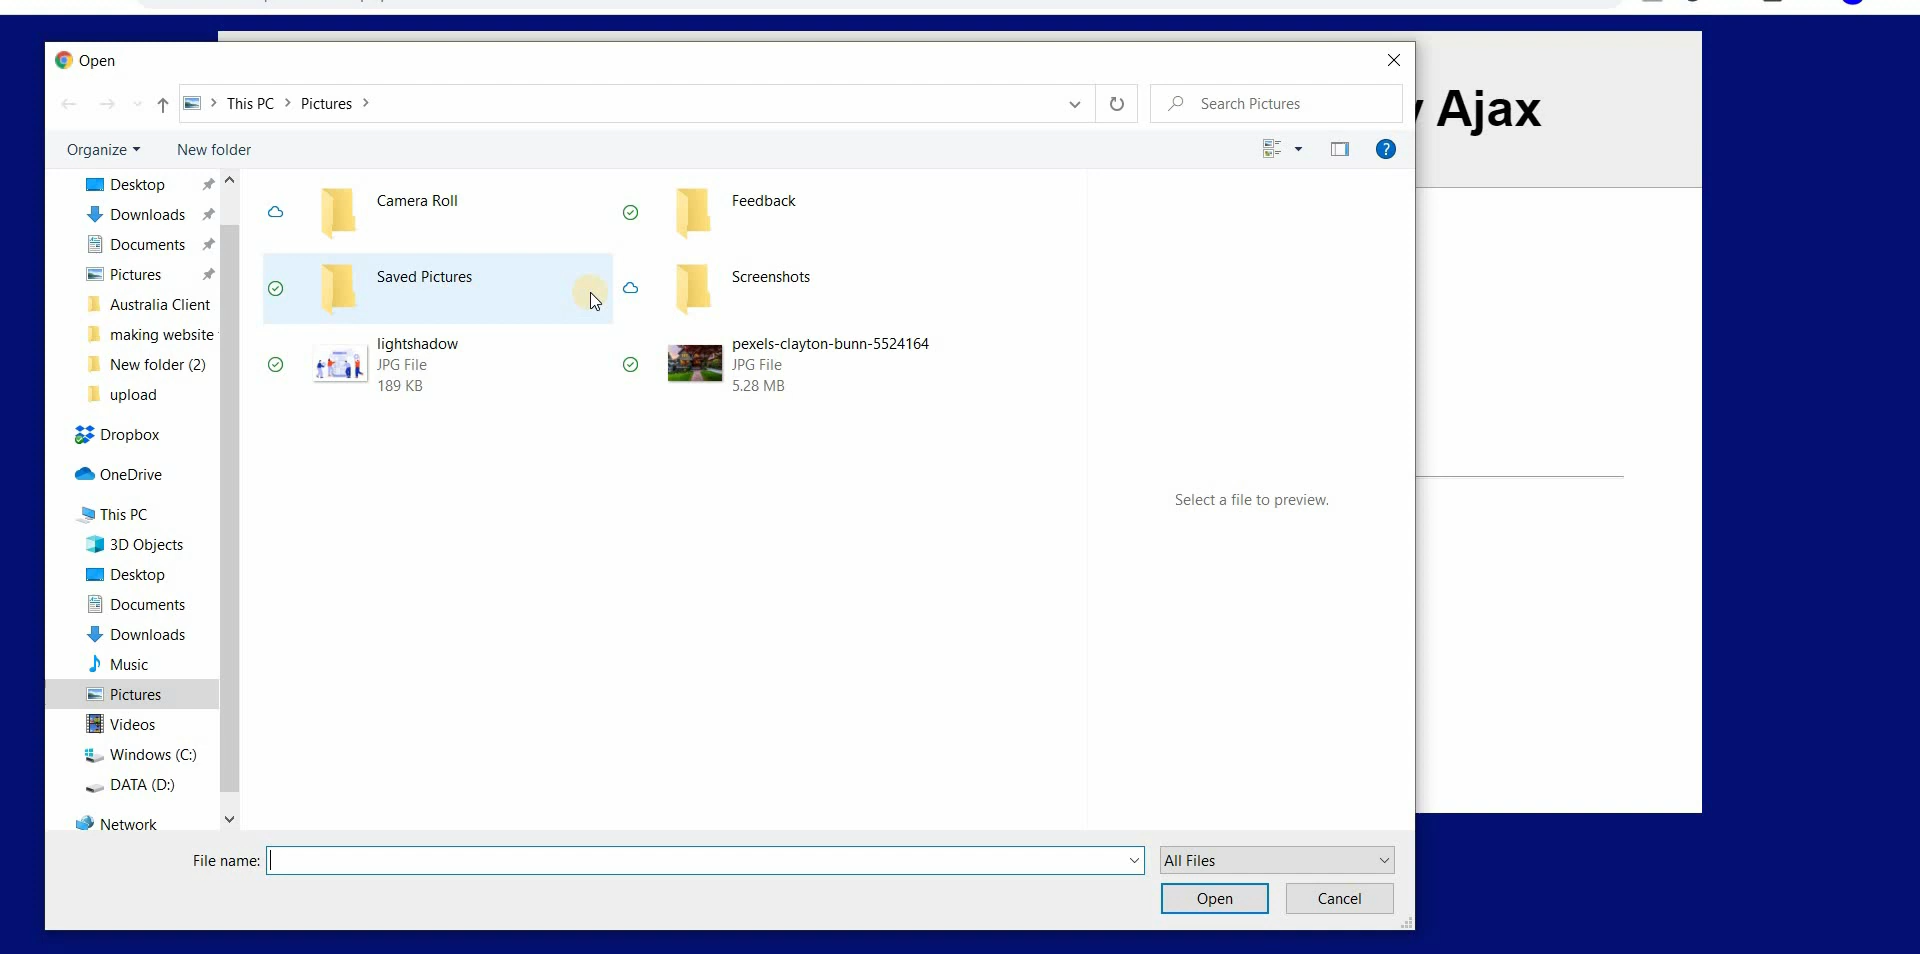 Open
This PC
Pictures
Search Pictures
y Ajax
Organize
New folder
Desktop
Downloads
Documents
Pictures
Australia Client
making website
New folder (2)
upload
Dropbox
OneDrive
This PC
3D Objects
Desktop
Documents
Downloads
Music
Pictures
Videos
Windows (C:)
DATA (D:)
Network
Camera Roll
Feedback
Saved Pictures
Screenshots
lightshadow
JPG File
189 KB
pexels-clayton-bunn-5524164
JPG File
5.28 MB
Select a file to preview.
File name:
All Files
Open
Cancel